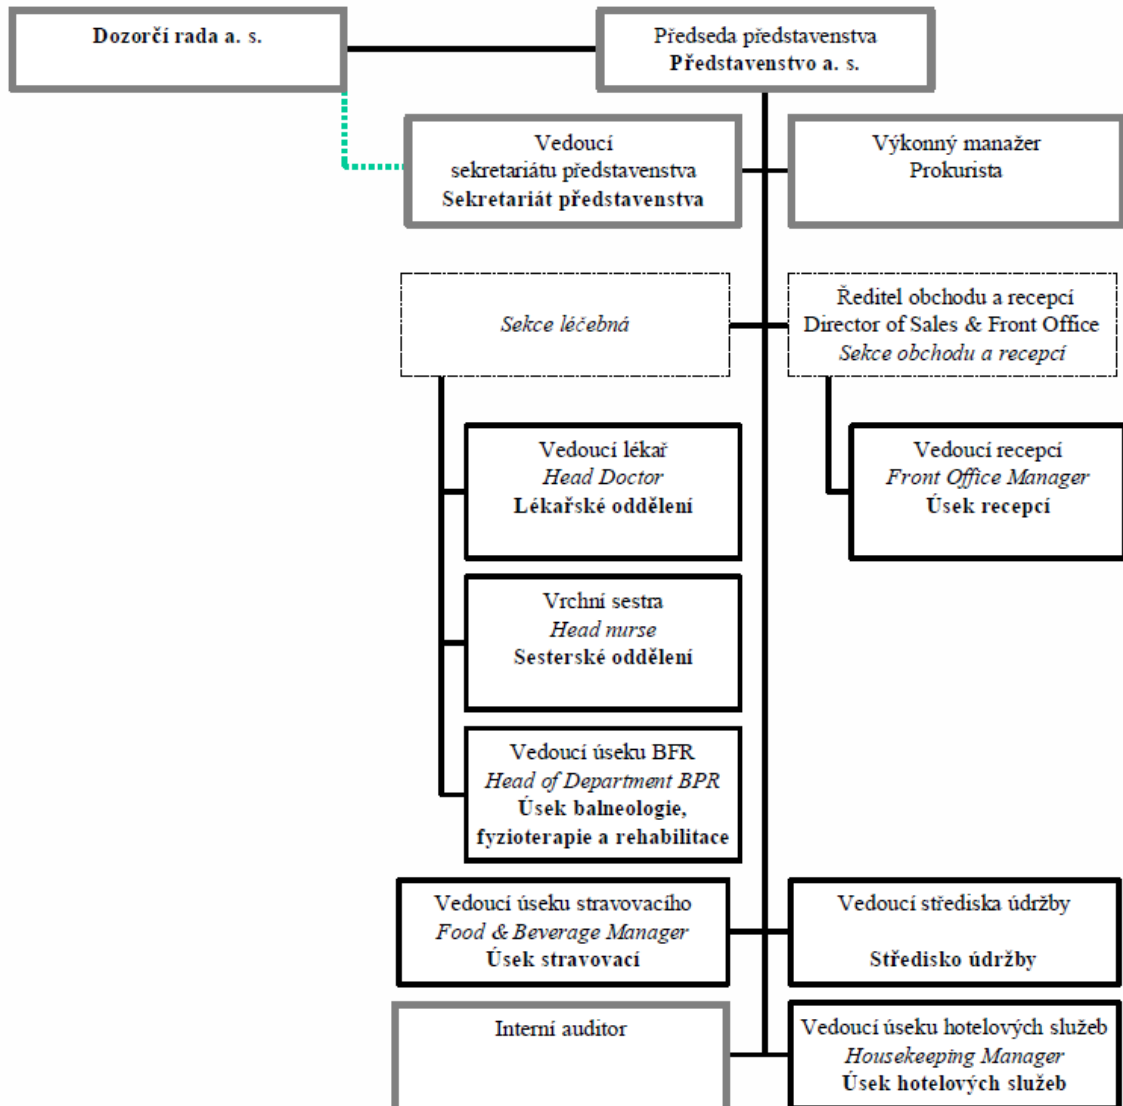 Dozorčí rada a. s.
Předseda představenstva
Představenstvo a. s.
Vedoucí
sekretariátu představenstva
Sekretariát představenstva
Výkonný manažer
Prokurista
Sekce léčebná
Ředitel obchodu a recepcí
Director of Sales & Front Office
Sekce obchodu a recepcí
Vedoucí lékař
Head Doctor
Lékařské oddělení
Vedoucí recepcí
Front Office Manager
Úsek recepcí
Vrchní sestra
Head nurse
Sesterské oddělení
Vedoucí úseku BFR
Head of Department BPR
Úsek balneologie,
fyzioterapie a rehabilitace
Vedoucí úseku stravovacího
Food & Beverage Manager
Úsek stravovací
Vedoucí střediska údržby
Středisko údržby
Interní auditor
Vedoucí úseku hotelových služeb
Housekeeping Manager
Úsek hotelových služeb